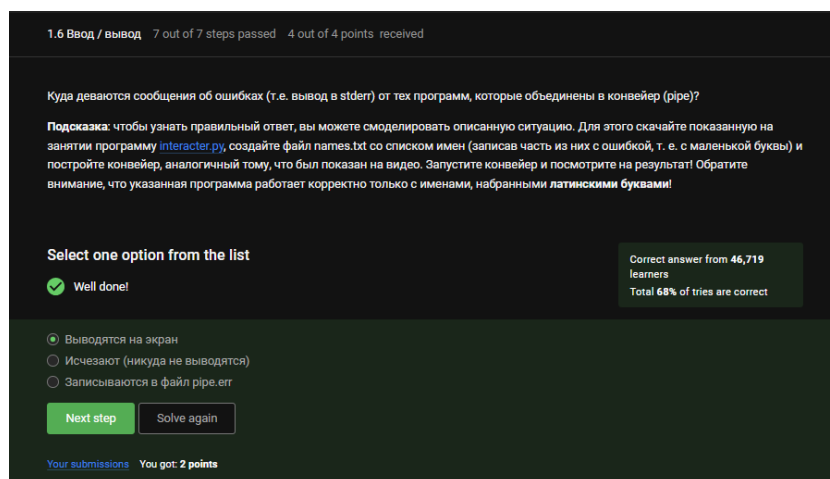 1.6 Ввод / вывод 7 out of 7 steps passed 4 out of 4 points received
Куда деваются сообщения об ошибках (т.е. вывод в stderr) от тех программ, которые объединены в конвейер (pipe)?
Подсказка: чтобы узнать правильный ответ, вы можете смоделировать описанную ситуацию. Для этого скачайте показанную на
занятии программу interacter.py, создайте файл names.txt со списком имен (записав часть из них с ошибкой, т. е. с маленькой буквы) и
постройте конвейер, аналогичный тому, что был показан на видео. Запустите конвейер и посмотрите на результат! Обратите
внимание, что указанная программа работает корректно только с именами, набранными латинскими буквами!
Select one option from the list
Well done!
Correct answer from 46,719
learners
Total 68% of tries are correct
Выводятся на экран
Исчезают (никуда не выводятся)
Записываются в файл pipe.err
Next step Solve again
Your submissions You got: 2 points